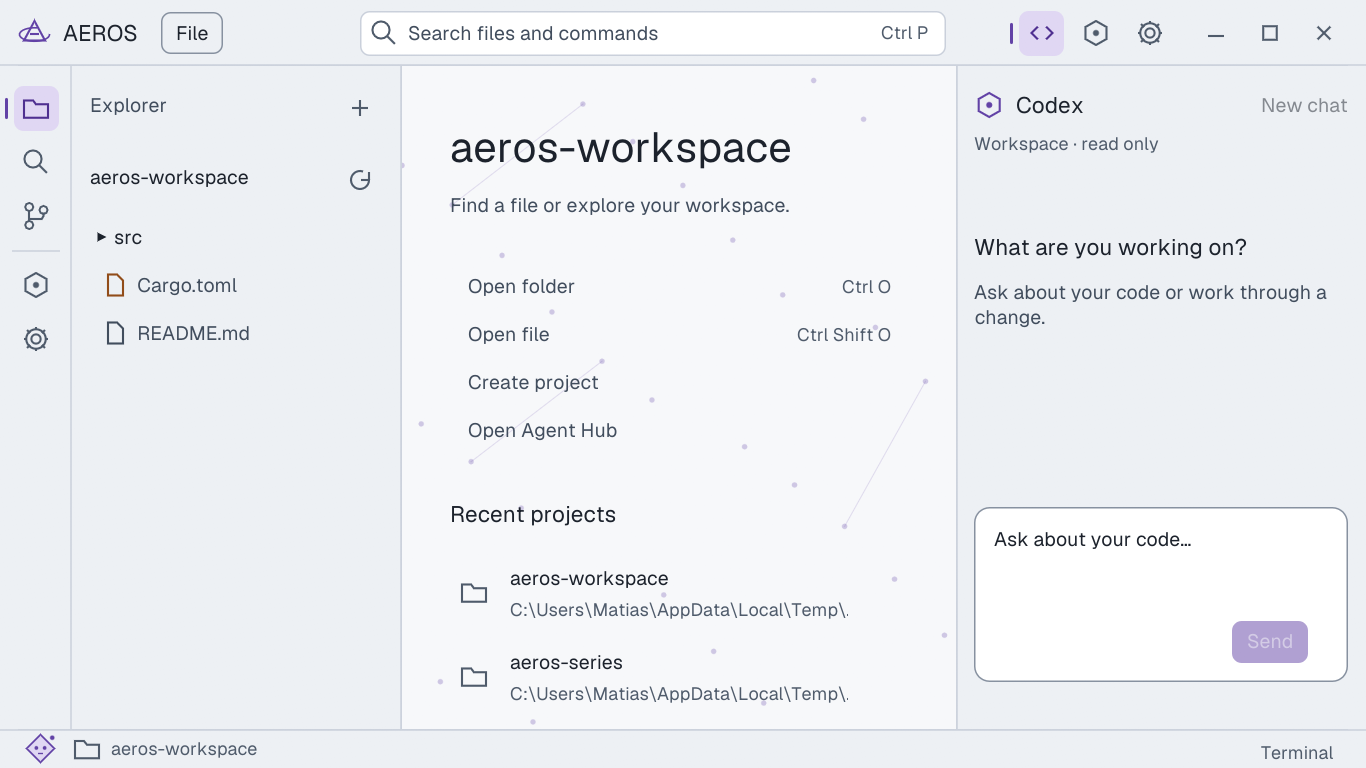 AEROS
File
Search files and commands
Ctrl P
Explorer
aeros-workspace
src
Cargo.toml
README.md
aeros-workspace
Find a file or explore your workspace.
Open folder
Ctrl O
Open file
Ctrl Shift O
Create project
Open Agent Hub
Recent projects
aeros-workspace
C:\Users\Matias\AppData\Local\Temp\.
aeros-series
C:\Users\Matias\AppData\Local\Temp\.
Codex
New chat
Workspace · read only
What are you working on?
Ask about your code or work through a
change.
Ask about your code…
Send
aeros-workspace
Terminal